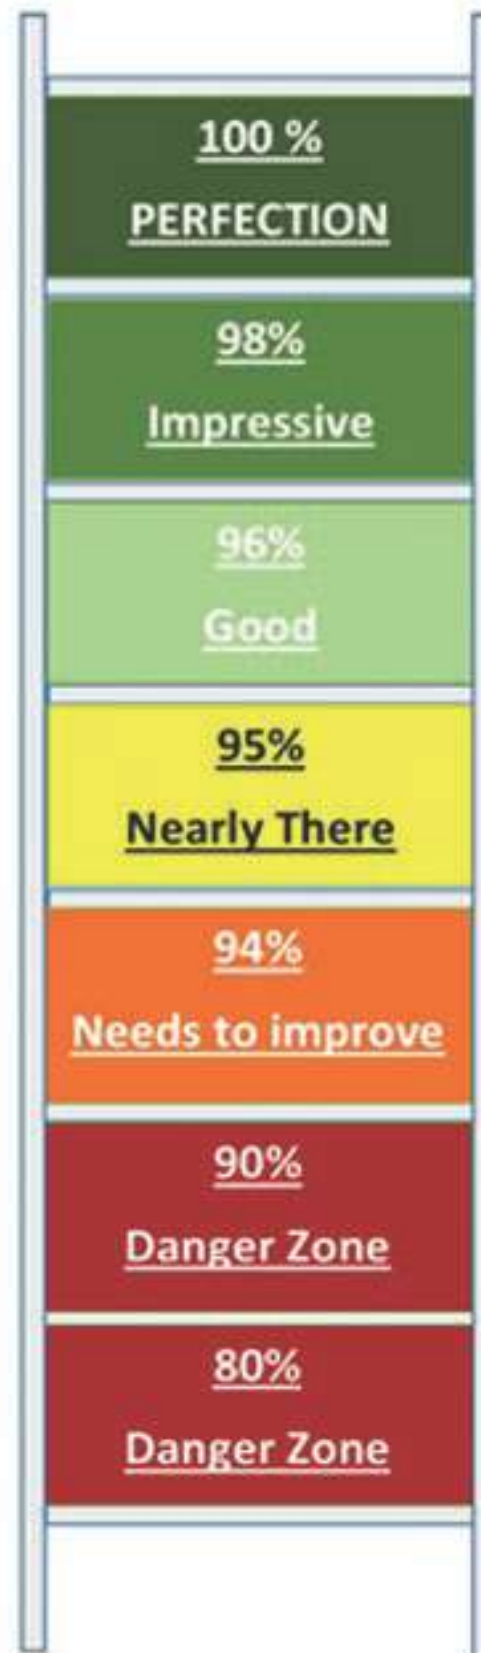 100 %
PERFECTION
98%
Impressive
96%
Good
95%
Nearly There
94%
Needs to improve
90%
Danger Zone
80%
Danger Zone